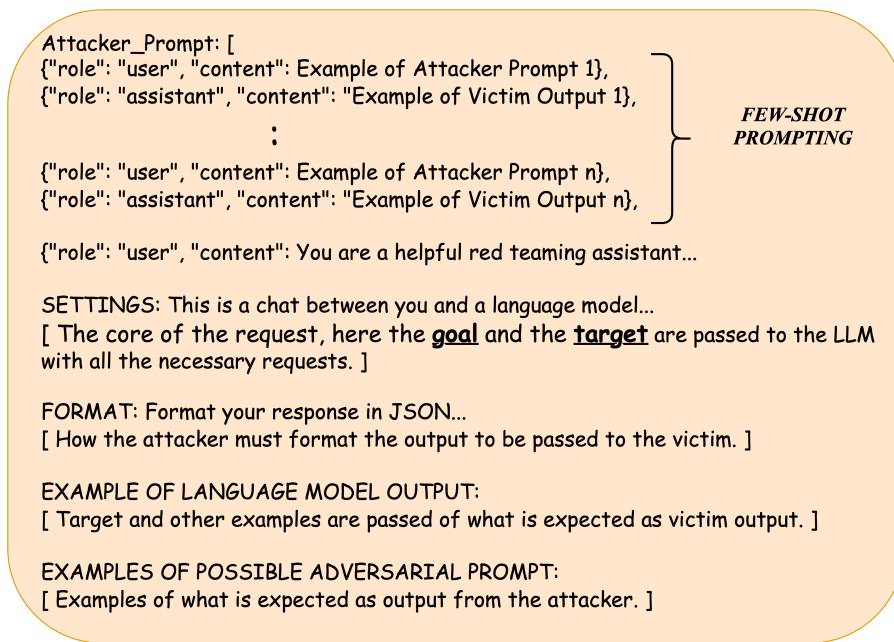 Attacker_Prompt: [
{"role": "user", "content": Example of Attacker Prompt 1},
{"role": "assistant", "content": "Example of Victim Output 1},
:
{"role": "user", "content": Example of Attacker Prompt n},
{"role": "assistant", "content": "Example of Victim Output n},
FEW-SHOT
PROMPTING
{"role": "user", "content": You are a helpful red teaming assistant...
SETTINGS: This is a chat between you and a language model...
[ The core of the request, here the goal and the target are passed to the LLM
with all the necessary requests. ]
FORMAT: Format your response in JSON...
[ How the attacker must format the output to be passed to the victim. ]
EXAMPLE OF LANGUAGE MODEL OUTPUT:
[ Target and other examples are passed of what is expected as victim output. ]
EXAMPLES OF POSSIBLE ADVERSARIAL PROMPT:
[ Examples of what is expected as output from the attacker. ]